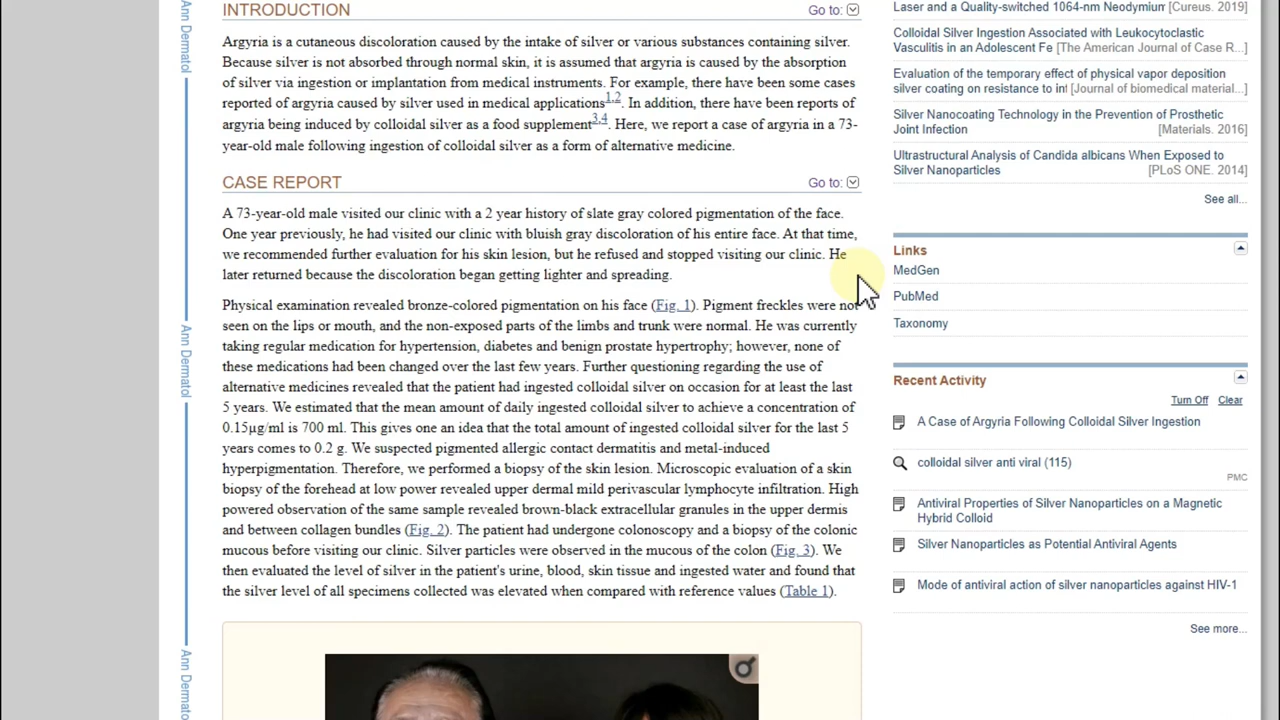 INTRODUCTION
Go to:
Argyria is a cutaneous discoloration caused by the intake of silver or various substances containing silver.
Because silver is not absorbed through normal skin, it is assumed that argyria is caused by the absorption
of silver via ingestion or implantation from medical instruments. For example, there have been some cases
reported of argyria caused by silver used in medical applications1,2. In addition, there have been reports of
argyria being induced by colloidal silver as a food supplement3,4. Here, we report a case of argyria in a 73-
year-old male following ingestion of colloidal silver as a form of alternative medicine.
CASE REPORT
Go to:
A 73-year-old male visited our clinic with a 2 year history of slate gray colored pigmentation of the face.
One year previously, he had visited our clinic with bluish gray discoloration of his entire face. At that time,
we recommended further evaluation for his skin lesion, but he refused and stopped visiting our clinic. He
later returned because the discoloration began getting lighter and spreading.
Physical examination revealed bronze-colored pigmentation on his face (Fig. 1). Pigment freckles were not
seen on the lips or mouth, and the non-exposed parts of the limbs and trunk were normal. He was currently
taking regular medication for hypertension, diabetes and benign prostate hypertrophy; however, none of
these medications had been changed over the last few years. Further questioning regarding the use of
alternative medicines revealed that the patient had ingested colloidal silver on occasion for at least the last
5 years. We estimated that the mean amount of daily ingested colloidal silver to achieve a concentration of
0.15µg/ml is 700 ml. This gives one an idea that the total amount of ingested colloidal silver for the last 5
years comes to 0.2 g. We suspected pigmented allergic contact dermatitis and metal-induced
hyperpigmentation. Therefore, we performed a biopsy of the skin lesion. Microscopic evaluation of a skin
biopsy of the forehead at low power revealed upper dermal mild perivascular lymphocyte infiltration. High
powered observation of the same sample revealed brown-black extracellular granules in the upper dermis
and between collagen bundles (Fig. 2). The patient had undergone colonoscopy and a biopsy of the colonic
mucous before visiting our clinic. Silver particles were observed in the mucous of the colon (Fig. 3). We
then evaluated the level of silver in the patient's urine, blood, skin tissue and ingested water and found that
the silver level of all specimens collected was elevated when compared with reference values (Table 1).
Ann Dermatol
Ann Dermatol
Ann Dermatol
Laser and a Quality-switched 1064-nm Neodymium [Cureus. 2019]
Colloidal Silver Ingestion Associated with Leukocytoclastic
Vasculitis in an Adolescent Fe [The American Journal of Case R...]
Evaluation of the temporary effect of physical vapor deposition
silver coating on resistance to in [Journal of biomedical material...]
Silver Nanocoating Technology in the Prevention of Prosthetic
Joint Infection [Materials. 2016]
Ultrastructural Analysis of Candida albicans When Exposed to
Silver Nanoparticles [PLoS ONE. 2014]
See all...
Links
MedGen
PubMed
Taxonomy
Recent Activity
Turn Off Clear
A Case of Argyria Following Colloidal Silver Ingestion
colloidal silver anti viral (115)
PMC
Antiviral Properties of Silver Nanoparticles on a Magnetic
Hybrid Colloid
Silver Nanoparticles as Potential Antiviral Agents
Mode of antiviral action of silver nanoparticles against HIV-1
See more...